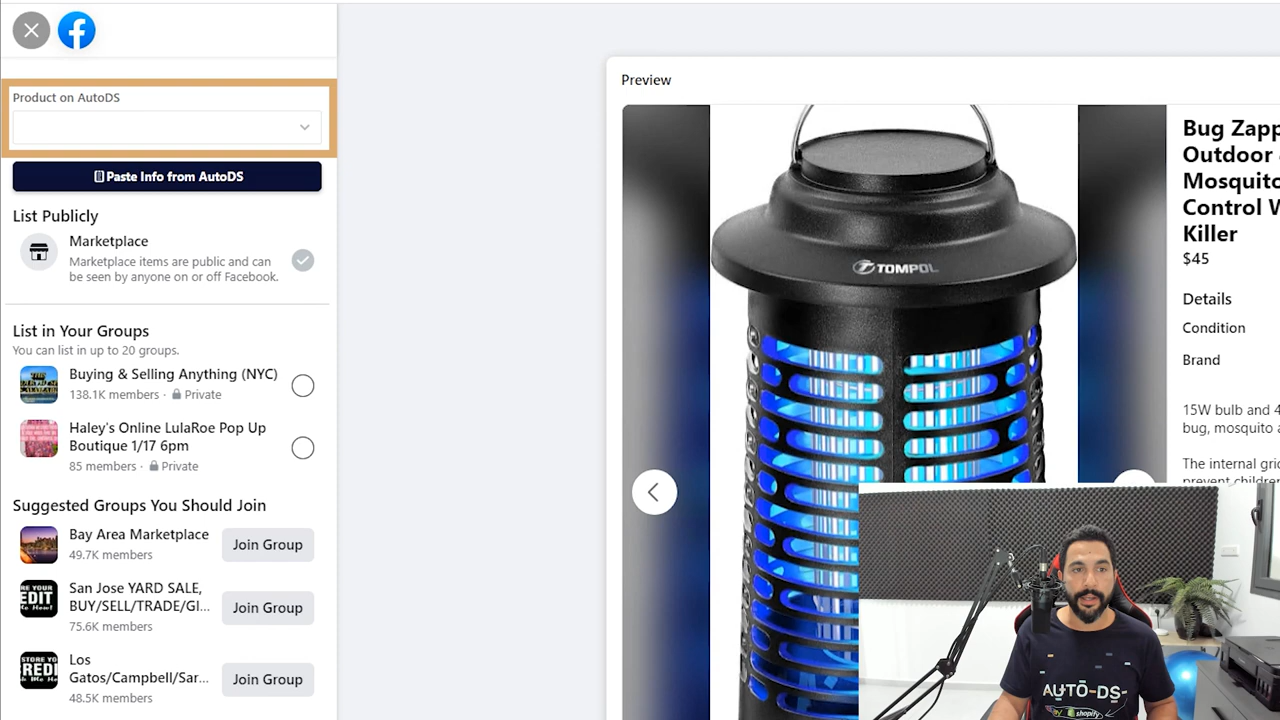 Product on AutoDS
Paste Info from AutoDS
List Publicly
Marketplace
Marketplace items are public and can
be seen by anyone on or off Facebook.
List in Your Groups
You can list in up to 20 groups.
Buying & Selling Anything (NYC)
138.1K members · Private
Haley's Online LulaRoe Pop Up
Boutique 1/17 6pm
85 members · Private
Suggested Groups You Should Join
Bay Area Marketplace
49.7K members
Join Group
San Jose YARD SALE,
BUY/SELL/TRADE/GI...
75.6K members
Join Group
Los
Gatos/Campbell/Sar...
48.5K members
Join Group
Preview
TOMPOL
Bug Zapp
Outdoor
Mosquito
Control W
Killer
$45
Details
Condition
Brand
15W bulb and 4
bug, mosquito a
The internal grid
prevent children
AUTO-DS
shopify